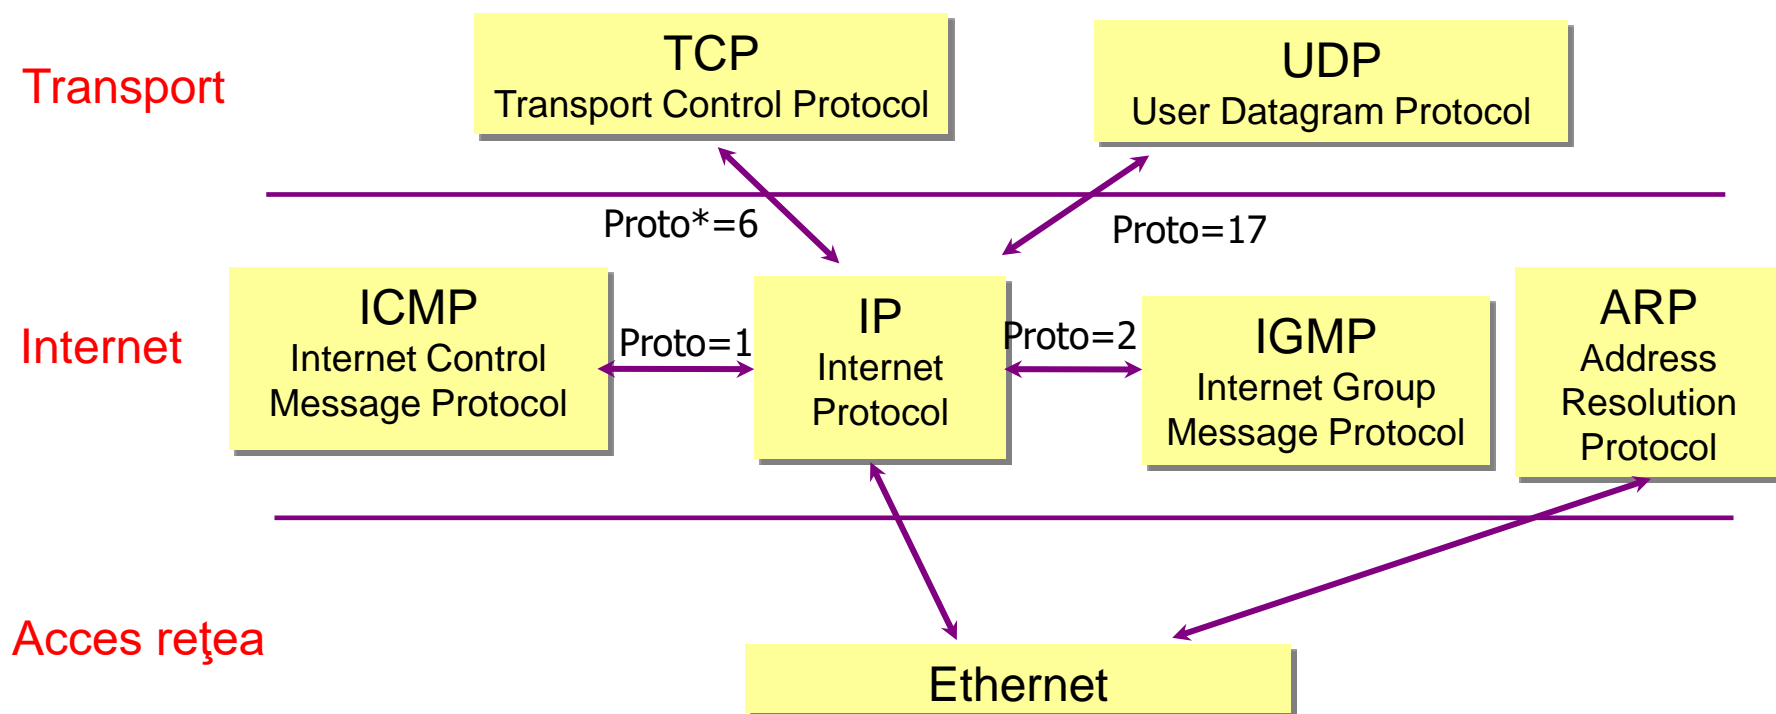 Transport
TCP
Transport Control Protocol
UDP
User Datagram Protocol
Proto*=6
Proto=17
Internet
ICMP
Internet Control
Message Protocol
Proto=1
IP
Internet
Protocol
Proto=2
IGMP
Internet Group
Message Protocol
ARP
Address
Resolution
Protocol
Acces reţea
Ethernet